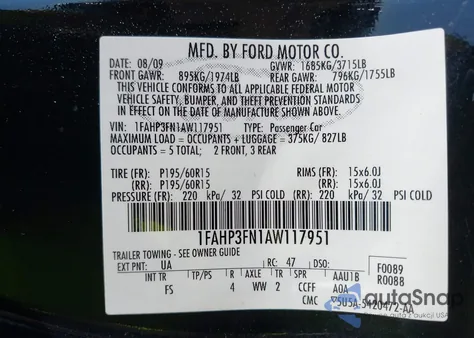 MFD. BY FORD MOTOR CO.
DATE: 08/09 GVWR: 1685KG/3715LB
FRONT GAWR: 895KG/1974LB REAR GAWR: 796KG/1755LB
THIS VEHICLE CONFORMS TO ALL APPLICABLE FEDERAL MOTOR
VEHICLE SAFETY, BUMPER, AND THEFT PREVENTION STANDARDS
IN EFFECT ON THE DATE OF MANUFACTURE SHOWN ABOVE.
VIN: 1FAHP3FN1AW117951 TYPE: Passenger Car
MAXIMUM LOAD = OCCUPANTS + LUGGAGE = 375KG/ 827LB
OCCUPANTS = 5 TOTAL; 2 FRONT, 3 REAR
TIRE (FR): P195/60R15 RIMS (FR): 15x6.0J
(RR): P195/60R15 (RR): 15x6.0J
PRESSURE (FR): 220 kPa/ 32 PSI COLD (RR): 220 kPa/ 32 PSI COLD
1FAHP3FN1AW117951
TRAILER TOWING - SEE OWNER GUIDE
EXT PNT: UA RC: 47 DSO: F0089
INT TR TP/PS R AXLE TR SPR AAU1B R0088
FS 4 WW 2 CCFF AOA
CMC 5U5A-5420472-AA
autoSnap